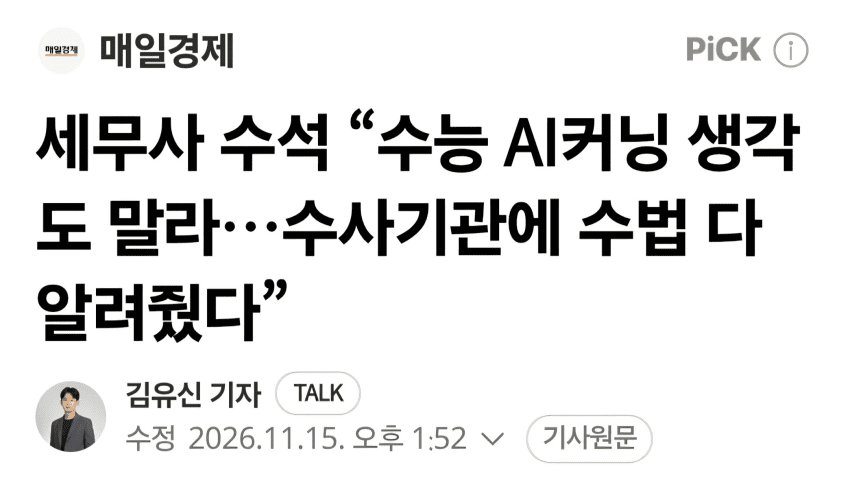 매일경제 매일경제 PiCK
세무사 수석 “수능 AI커닝 생각
도 말라…수사기관에 수법 다
알려줬다”
김유신 기자 TALK
수정 2026.11.15. 오후 1:52 기사원문